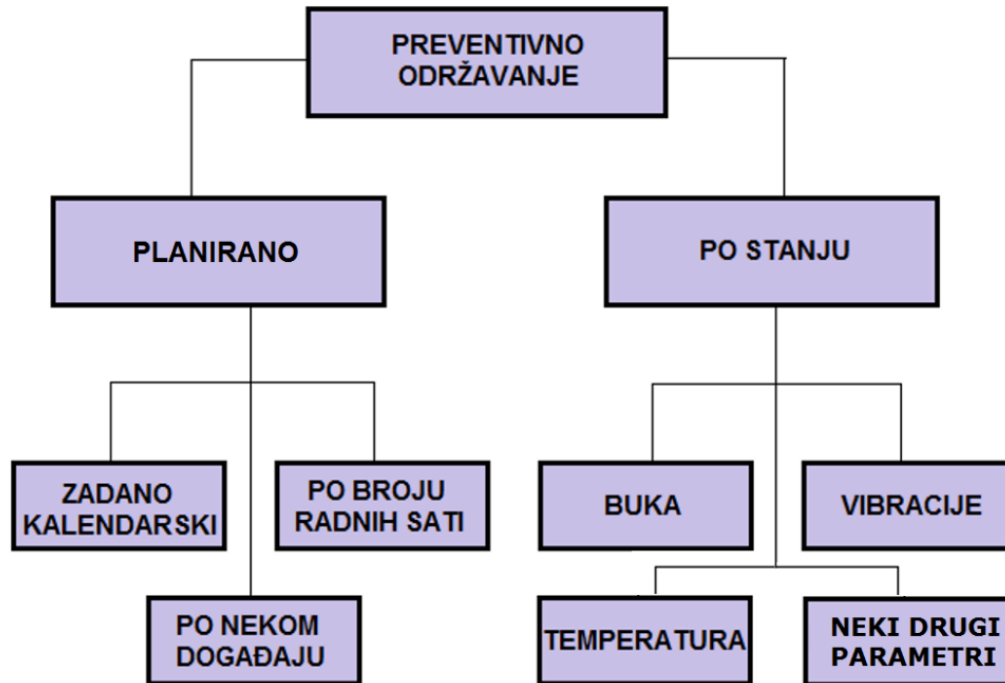 PREVENTIVNO
ODRŽAVANJE
PLANIRANO
PO STANJU
ZADANO
KALENDARSKI
PO BROJU
RADNIH SATI
BUKA
VIBRACIJE
PO NEKOM
DOGAĐAJU
TEMPERATURA
NEKI DRUGI
PARAMETRI